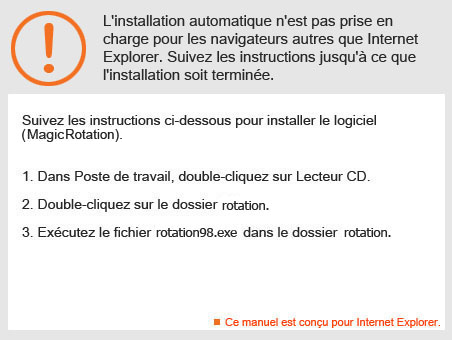 L'installation automatique n'est pas prise en
charge pour les navigateurs autres que Internet
Explorer. Suivez les instructions jusqu'à ce que
l'installation soit terminée.
Suivez les instructions ci-dessous pour installer le logiciel
(MagicRotation).
1. Dans Poste de travail, double-cliquez sur Lecteur CD.
2. Double-cliquez sur le dossier rotation.
3. Exécutez le fichier rotation98.exe dans le dossier rotation.
Ce manuel est conçu pour Internet Explorer.